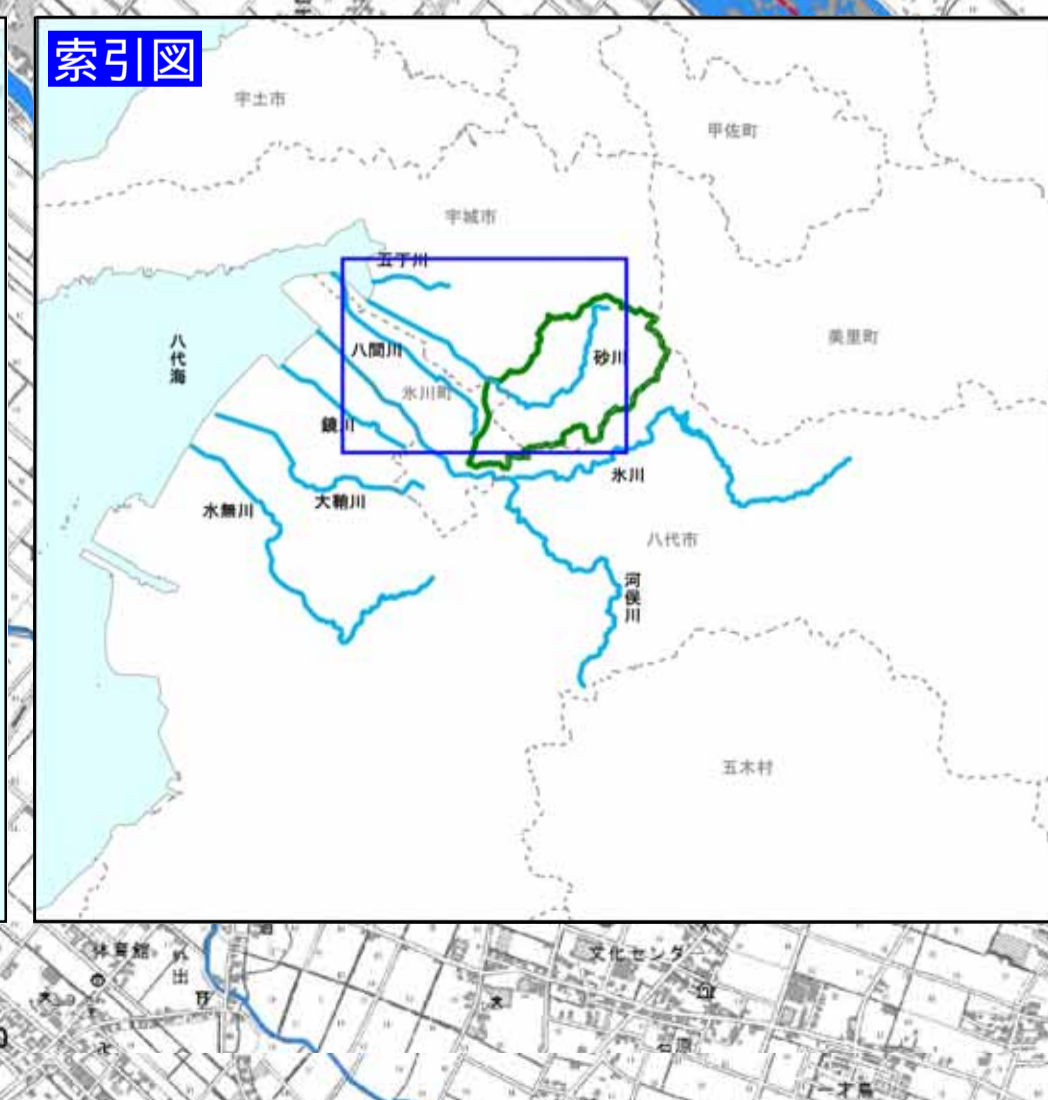 索引図
宇土市
甲佐町
宇城市
五丁川
八代海
美里町
八間川
砂川
氷川町
鏡川
氷川
大鞘川
水無川
八代市
河俣川
五木村
体育館
文化センター